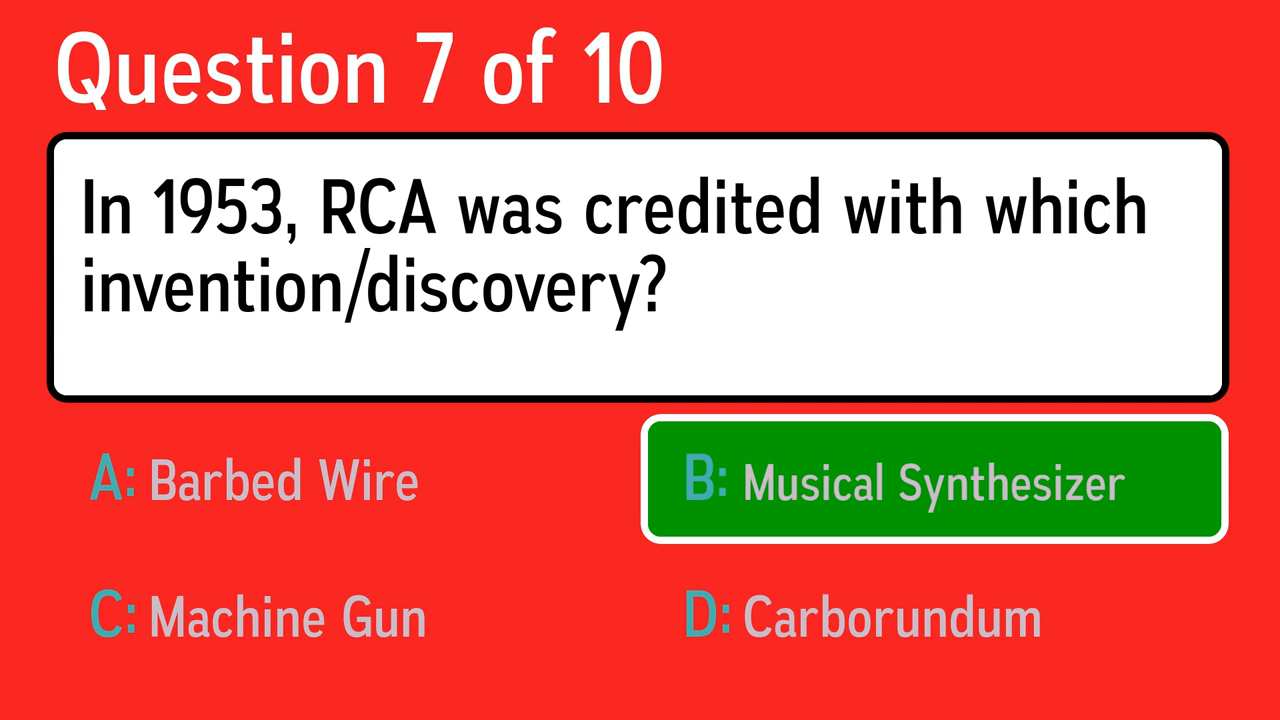 Question 7 of 10
In 1953, RCA was credited with which
invention/discovery?
A: Barbed Wire
B: Musical Synthesizer
C: Machine Gun
D: Carborundum